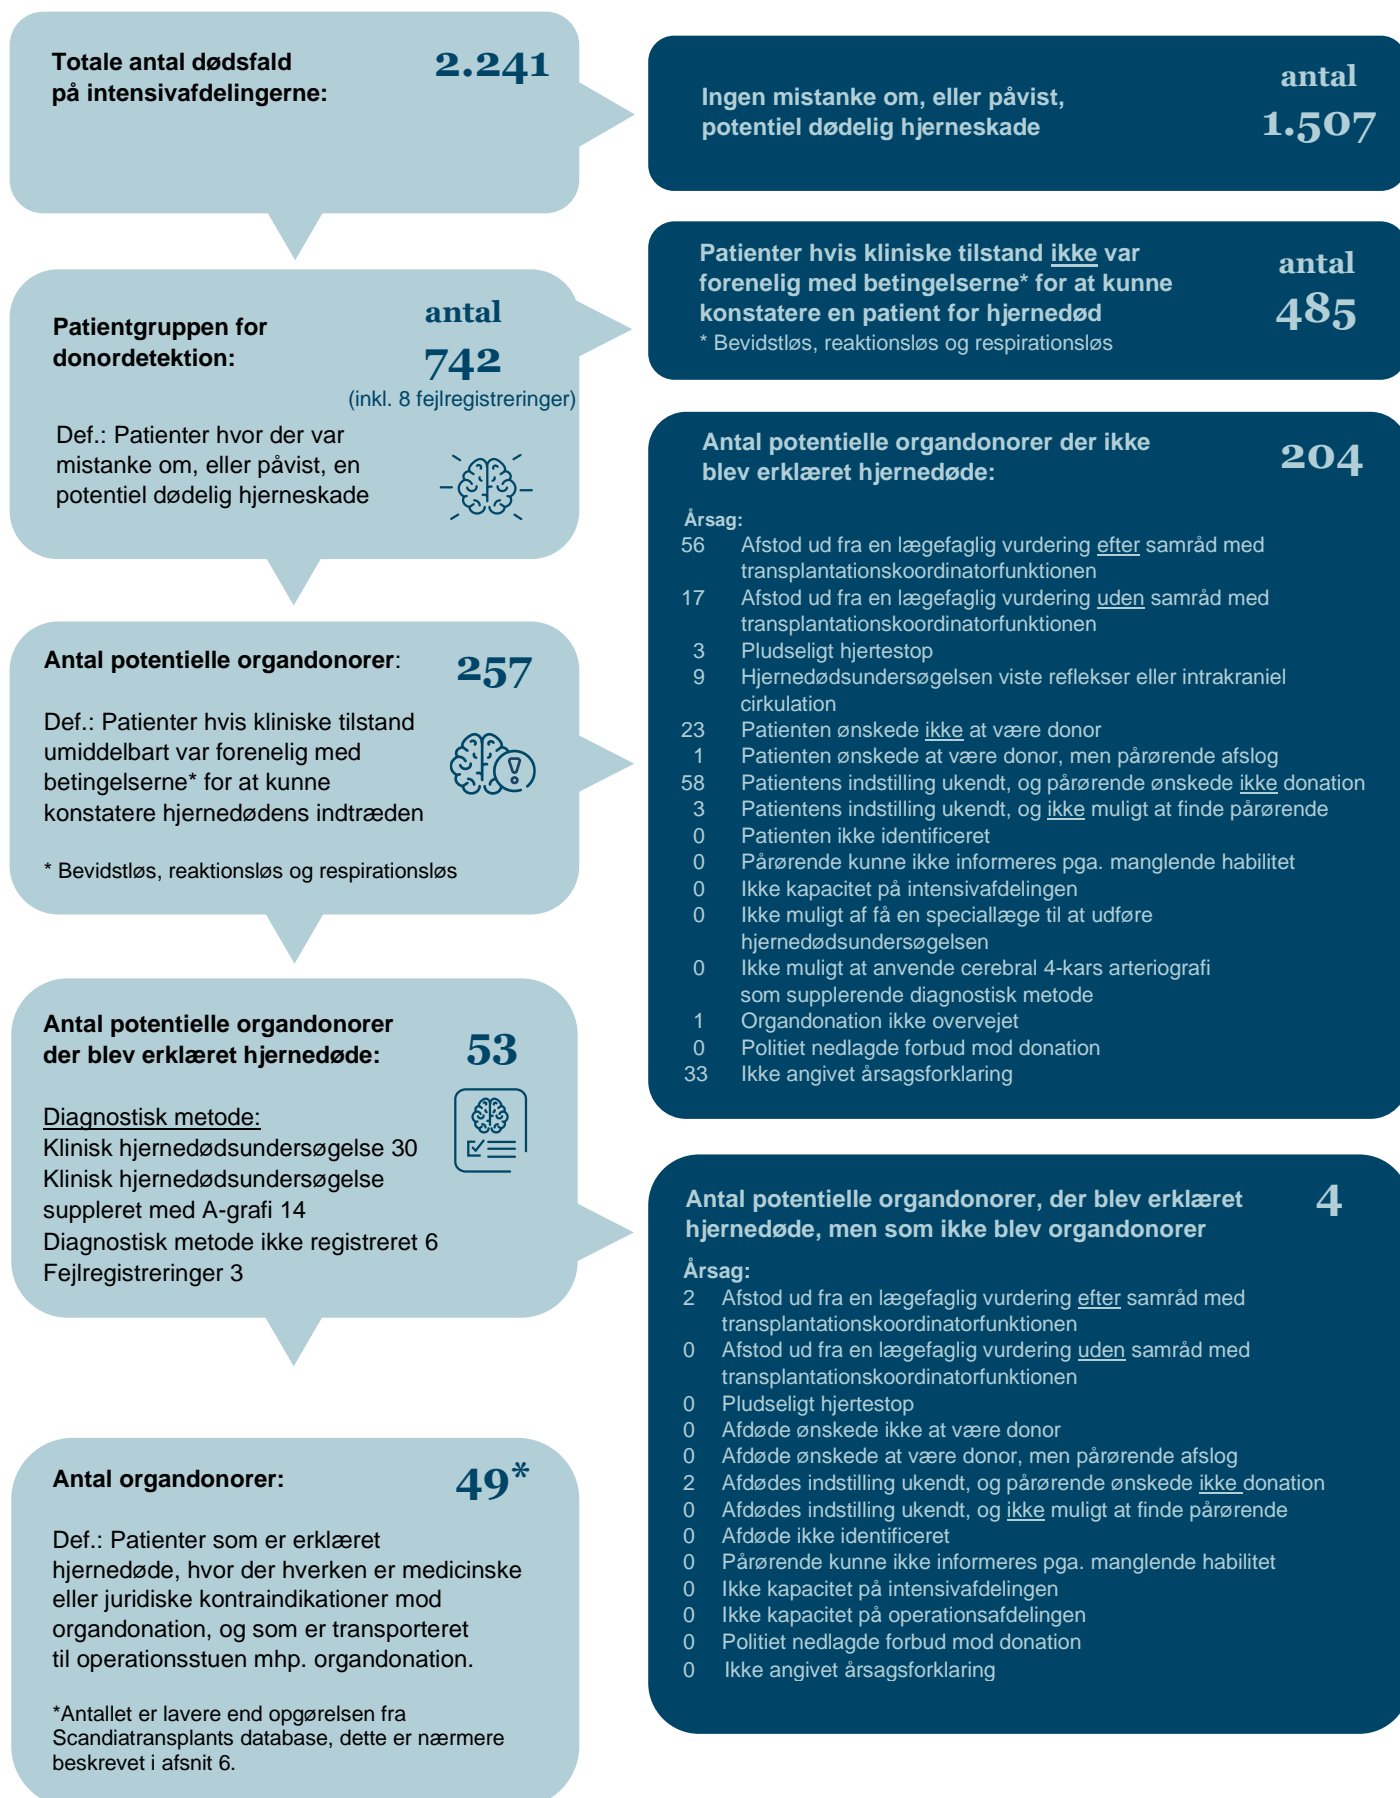 Totale antal dødsfald
på intensivafdelingerne:
2.241
Ingen mistanke om, eller påvist,
potentiel dødelig hjerneskade
antal
1.507
Patientgruppen for
donordetektion:
antal
742
(inkl. 8 fejlregistreringer)
Def.: Patienter hvor der var
mistanke om, eller påvist, en
potentiel dødelig hjerneskade
Patienter hvis kliniske tilstand ikke var
forenelig med betingelserne* for at kunne
konstatere en patient for hjernedød
* Bevidstløs, reaktionsløs og respirationsløs
antal
485
Antal potentielle organdonorer:
257
Def.: Patienter hvis kliniske tilstand
umiddelbart var forenelig med
betingelserne* for at kunne
konstatere hjernedødens indtræden
* Bevidstløs, reaktionsløs og respirationsløs
Antal potentielle organdonorer der ikke
blev erklæret hjernedøde:
204
Årsag:
56 Afstod ud fra en lægefaglig vurdering efter samråd med
transplantationskoordinatorfunktionen
17 Afstod ud fra en lægefaglig vurdering uden samråd med
transplantationskoordinatorfunktionen
3 Pludseligt hjertestop
9 Hjernedødsundersøgelsen viste reflekser eller intrakraniel
cirkulation
23 Patienten ønskede ikke at være donor
1 Patienten ønskede at være donor, men pårørende afslog
58 Patientens indstilling ukendt, og pårørende ønskede ikke donation
3 Patientens indstilling ukendt, og ikke muligt at finde pårørende
0 Patienten ikke identificeret
0 Pårørende kunne ikke informeres pga. manglende habilitet
0 Ikke kapacitet på intensivafdelingen
0 Ikke muligt af få en speciallæge til at udføre
hjernedødsundersøgelsen
0 Ikke muligt at anvende cerebral 4-kars arteriografi
som supplerende diagnostisk metode
1 Organdonation ikke overvejet
0 Politiet nedlagde forbud mod donation
33 Ikke angivet årsagsforklaring
Antal potentielle organdonorer
der blev erklæret hjernedøde:
53
Diagnostisk metode:
Klinisk hjernedødsundersøgelse 30
Klinisk hjernedødsundersøgelse
suppleret med A-grafi 14
Diagnostisk metode ikke registreret 6
Fejlregistreringer 3
Antal potentielle organdonorer, der blev erklæret
hjernedøde, men som ikke blev organdonorer
4
Årsag:
2 Afstod ud fra en lægefaglig vurdering efter samråd med
transplantationskoordinatorfunktionen
0 Afstod ud fra en lægefaglig vurdering uden samråd med
transplantationskoordinatorfunktionen
0 Pludseligt hjertestop
0 Afdøde ønskede ikke at være donor
0 Afdøde ønskede at være donor, men pårørende afslog
2 Afdødes indstilling ukendt, og pårørende ønskede ikke donation
0 Afdødes indstilling ukendt, og ikke muligt at finde pårørende
0 Afdøde ikke identificeret
0 Pårørende kunne ikke informeres pga. manglende habilitet
0 Ikke kapacitet på intensivafdelingen
0 Ikke kapacitet på operationsafdelingen
0 Politiet nedlagde forbud mod donation
0 Ikke angivet årsagsforklaring
Antal organdonorer:
49*
Def.: Patienter som er erklæret
hjernedøde, hvor der hverken er medicinske
eller juridiske kontraindikationer mod
organdonation, og som er transporteret
til operationsstuen mhp. organdonation.
*Antallet er lavere end opgørelsen fra
Scandiatransplants database, dette er nærmere
beskrevet i afsnit 6.